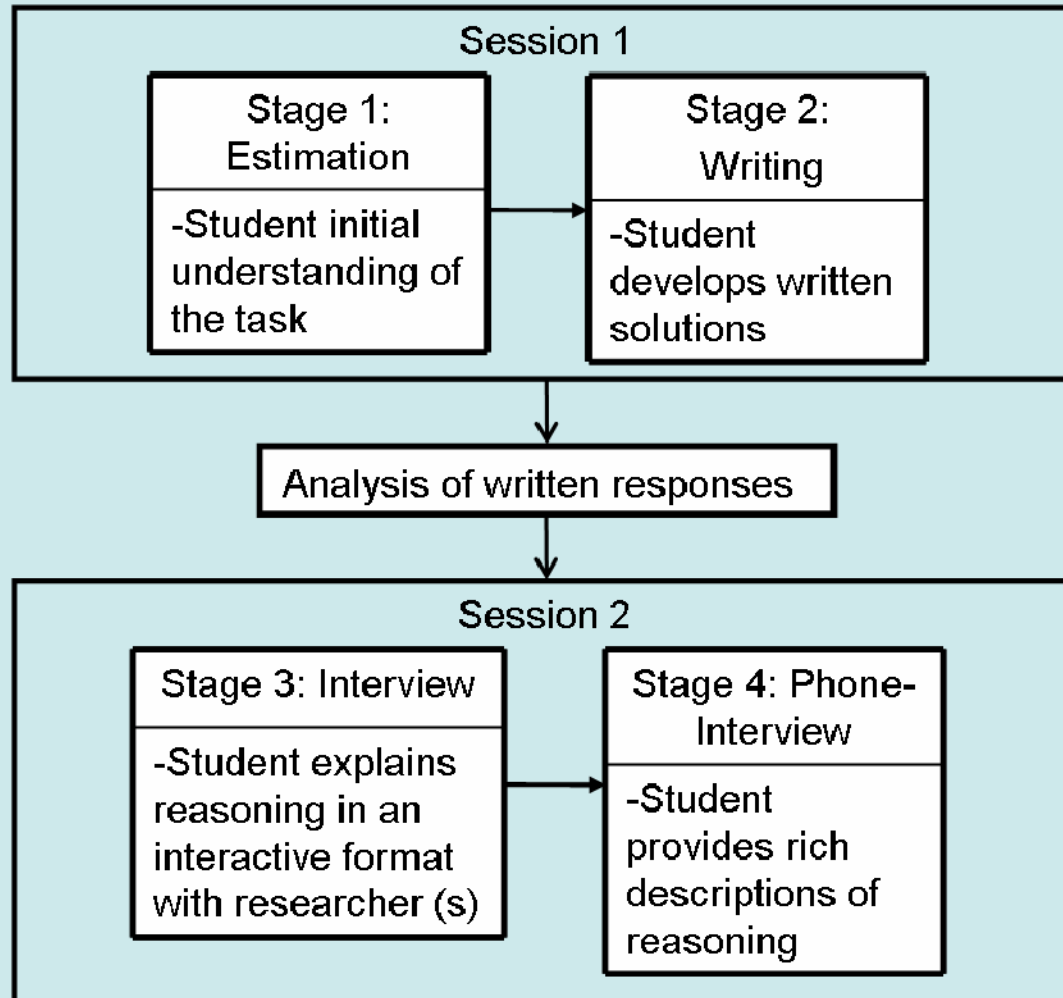 Session 1
Stage 1:
Estimation
-Student initial
understanding of
the task
Stage 2:
Writing
-Student
develops written
solutions
Analysis of written responses
Session 2
Stage 3: Interview
-Student explains
reasoning in an
interactive format
with researcher (s)
Stage 4: Phone-
Interview
-Student
provides rich
descriptions of
reasoning